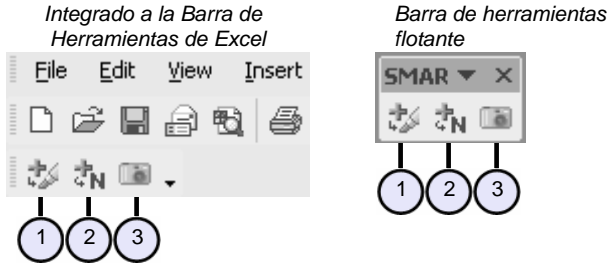 Integrado a la Barra de
Herramientas de Excel
File Edit View Insert
N
1 2 3
Barra de herramientas
flotante
SMAR
N
1 2 3